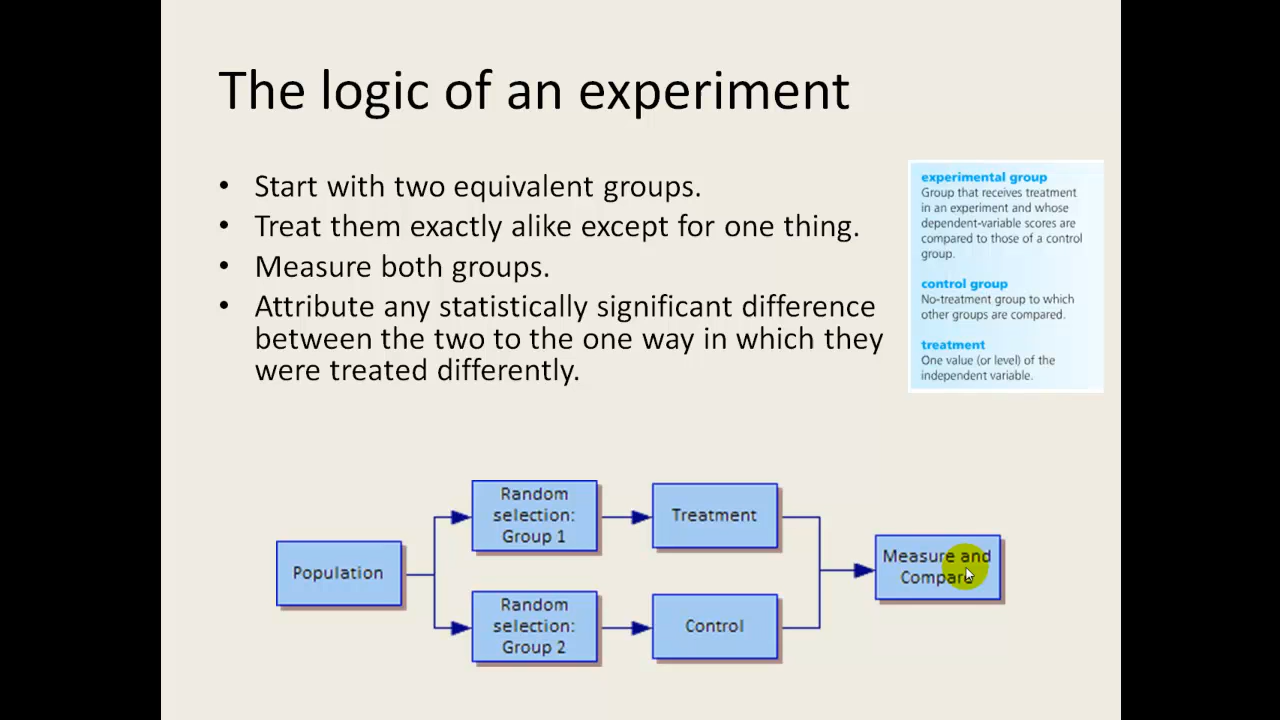 The logic of an experiment
• Start with two equivalent groups.
• Treat them exactly alike except for one thing.
• Measure both groups.
• Attribute any statistically significant difference
between the two to the one way in which they
were treated differently.
experimental group
Group that receives treatment
in an experiment and whose
dependent-variable scores are
compared to those of a control
group.
control group
No-treatment group to which
other groups are compared.
treatment
One value (or level) of the
independent variable.
Population
Random
selection:
Group 1
Treatment
Random
selection:
Group 2
Control
Measure and
Compare